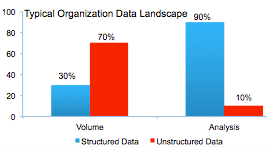 Typical Organization Data Landscape
100
80
60
40
20
0
30%
70%
90%
10%
Volume
Analysis
Structured Data
Unstructured Data